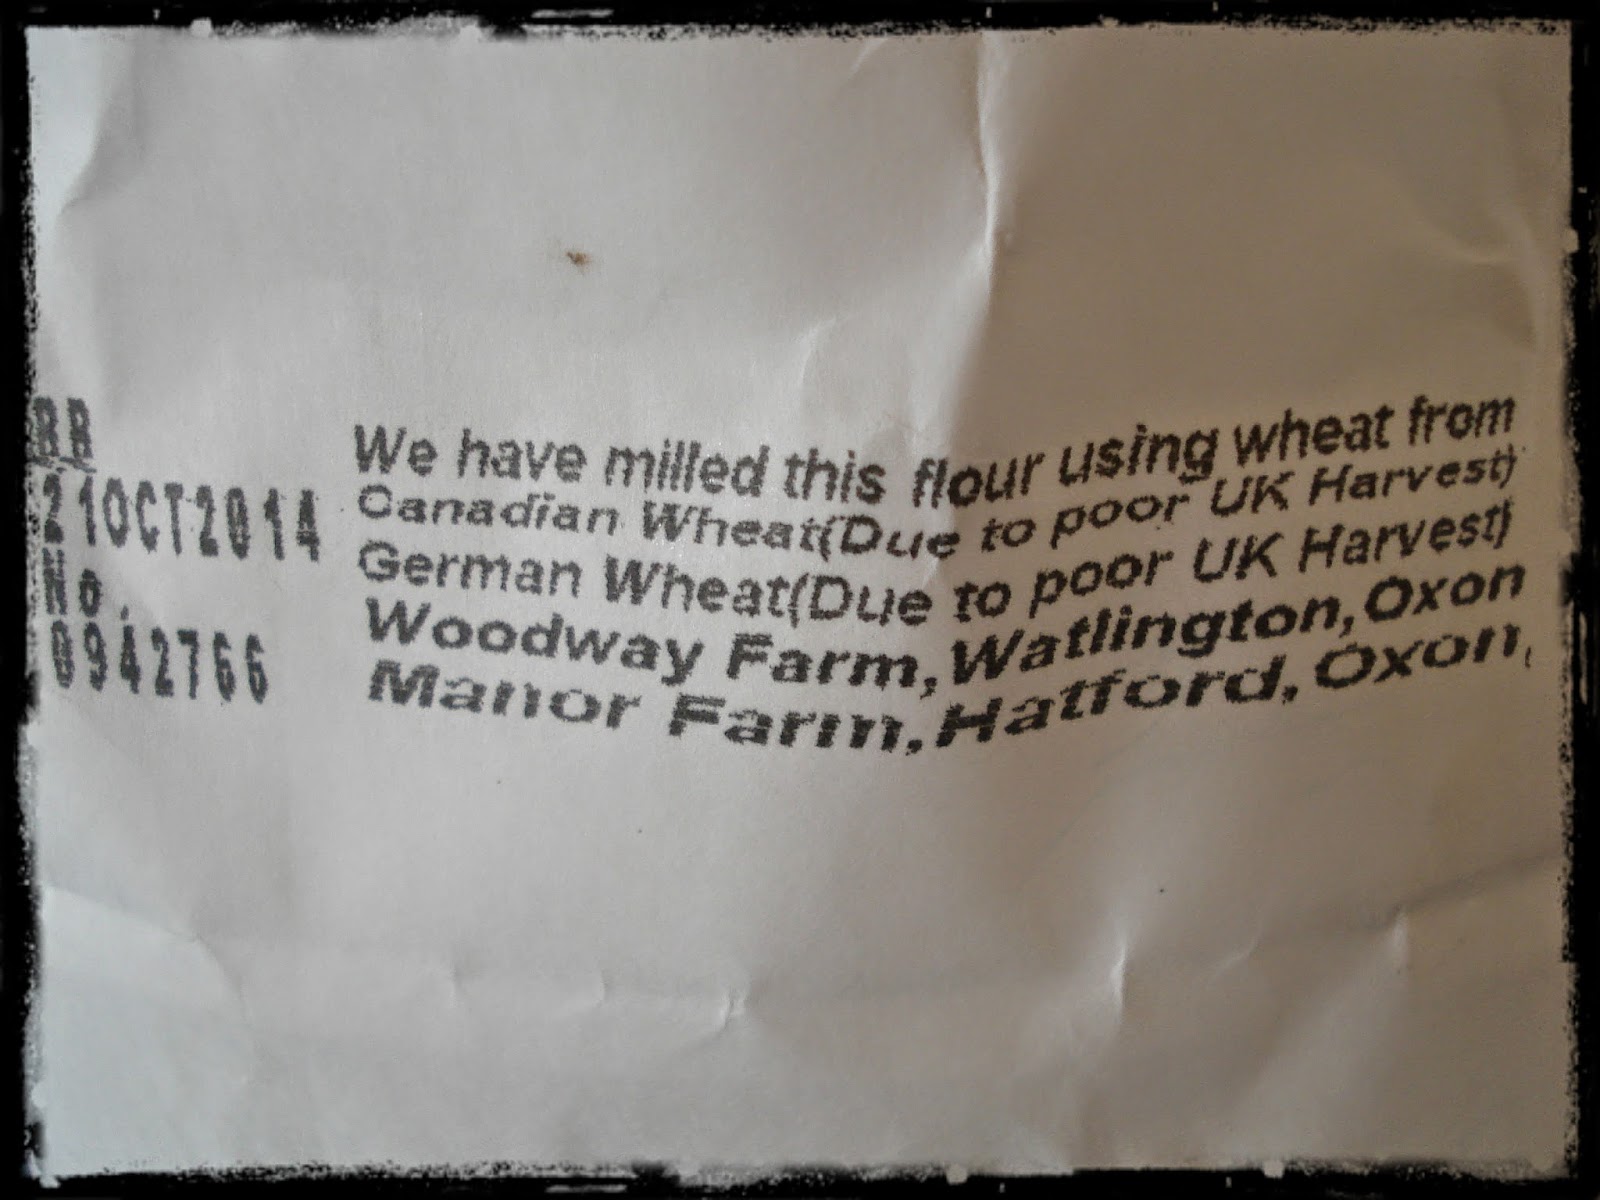 BB
21OCT2014
No.
0942766
We have milled this flour using wheat from
Canadian Wheat(Due to poor UK Harvest)
German Wheat(Due to poor UK Harvest)
Woodway Farm,Watlington,Oxon
Manor Farm,Hatford,Oxon,